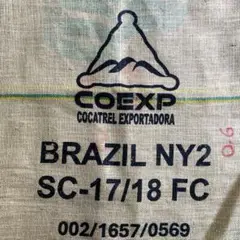 COEXP
COCATREL EXPORTADORA
BRAZIL NY2
SC-17/18 FC
002/1657/0569